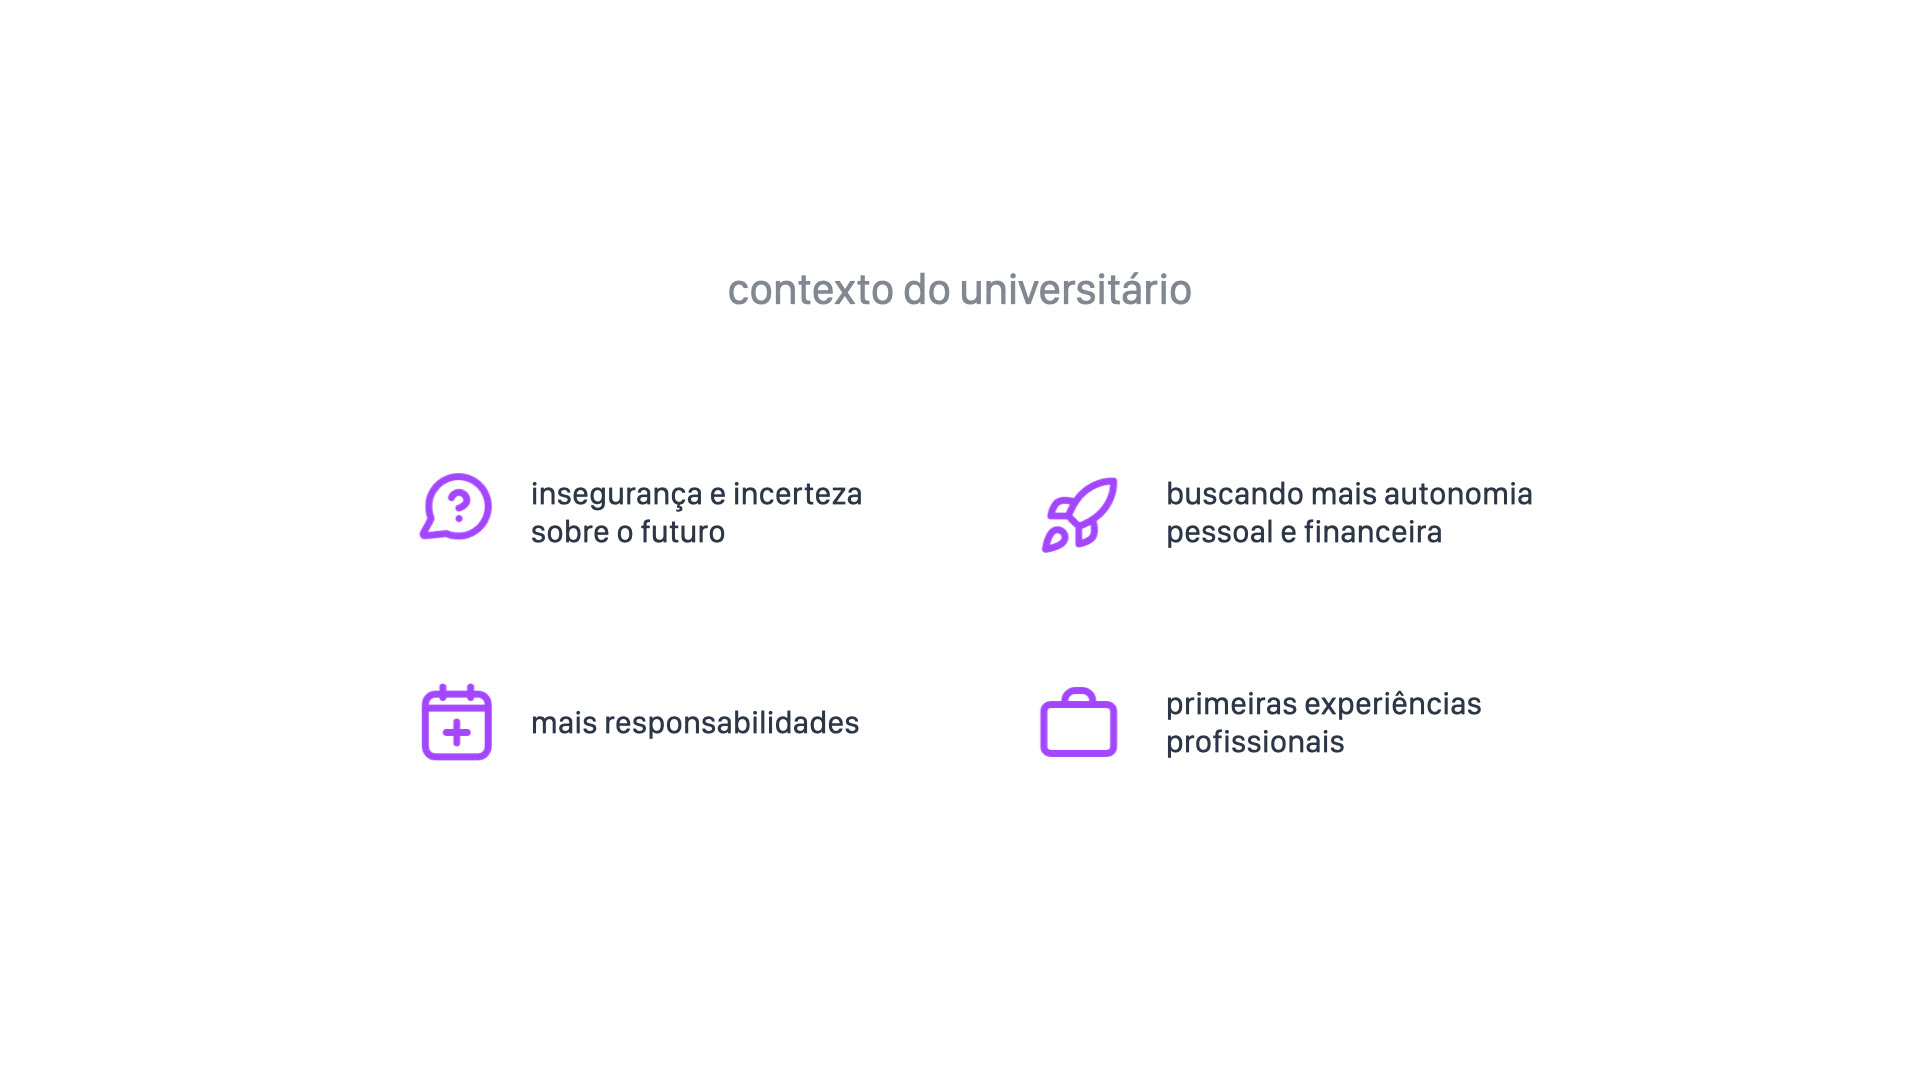 contexto do universitário
insegurança e incerteza
sobre o futuro
buscando mais autonomia
pessoal e financeira
mais responsabilidades
primeiras experiências
profissionais